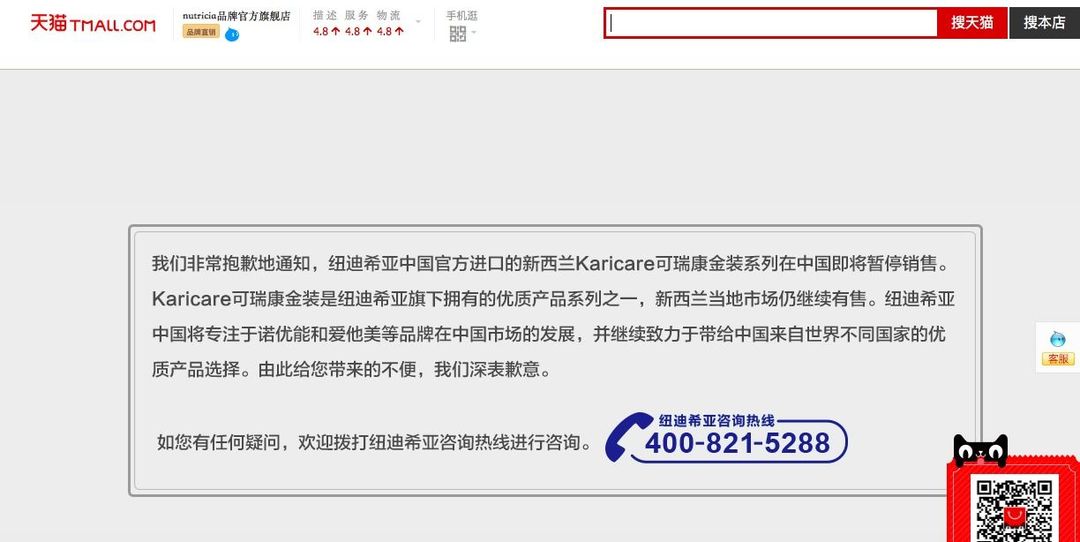 天猫 TMALL.COM
nutricia品牌官方旗舰店
品牌直销
描述 服务 物流
4.8 4.8 4.8
手机逛
搜天猫
搜本店
我们非常抱歉地通知，纽迪希亚中国官方进口的新西兰Karicare可瑞康金装系列在中国即将暂停销售。
Karicare可瑞康金装是纽迪希亚旗下拥有的优质产品系列之一，新西兰当地市场仍继续有售。纽迪希亚
中国将专注于诺优能和爱他美等品牌在中国市场的发展，并继续致力于带给中国来自世界不同国家的优
质产品选择。由此给您带来的不便，我们深表歉意。
客服
如您有任何疑问，欢迎拨打纽迪希亚咨询热线进行咨询。
纽迪希亚咨询热线
400-821-5288